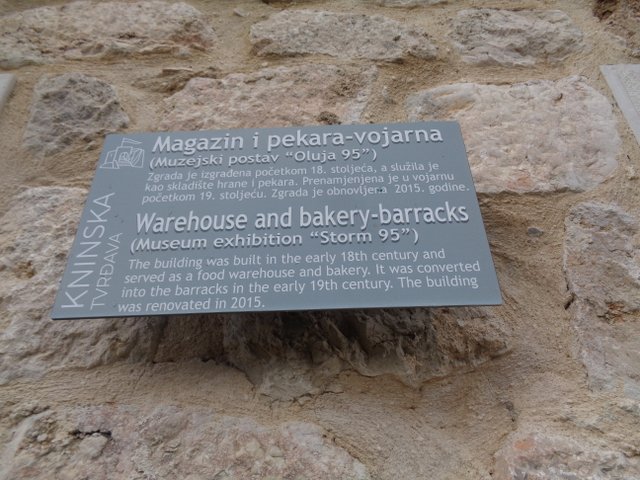 Magazin i pekara-vojarna
(Muzejski postav “Oluja 95”)
Zgrada je izgrađena početkom 18. stoljeća, a služila je
kao skladište hrane i pekara. Prenamjenjena je u vojarnu
početkom 19. stoljeću. Zgrada je obnovljena 2015. godine.
Warehouse and bakery-barracks
(Museum exhibition “Storm 95”)
The building was built in the early 18th century and
served as a food warehouse and bakery. It was converted
into the barracks in the early 19th century. The building
was renovated in 2015.
KNINSKA
TVRĐAVA